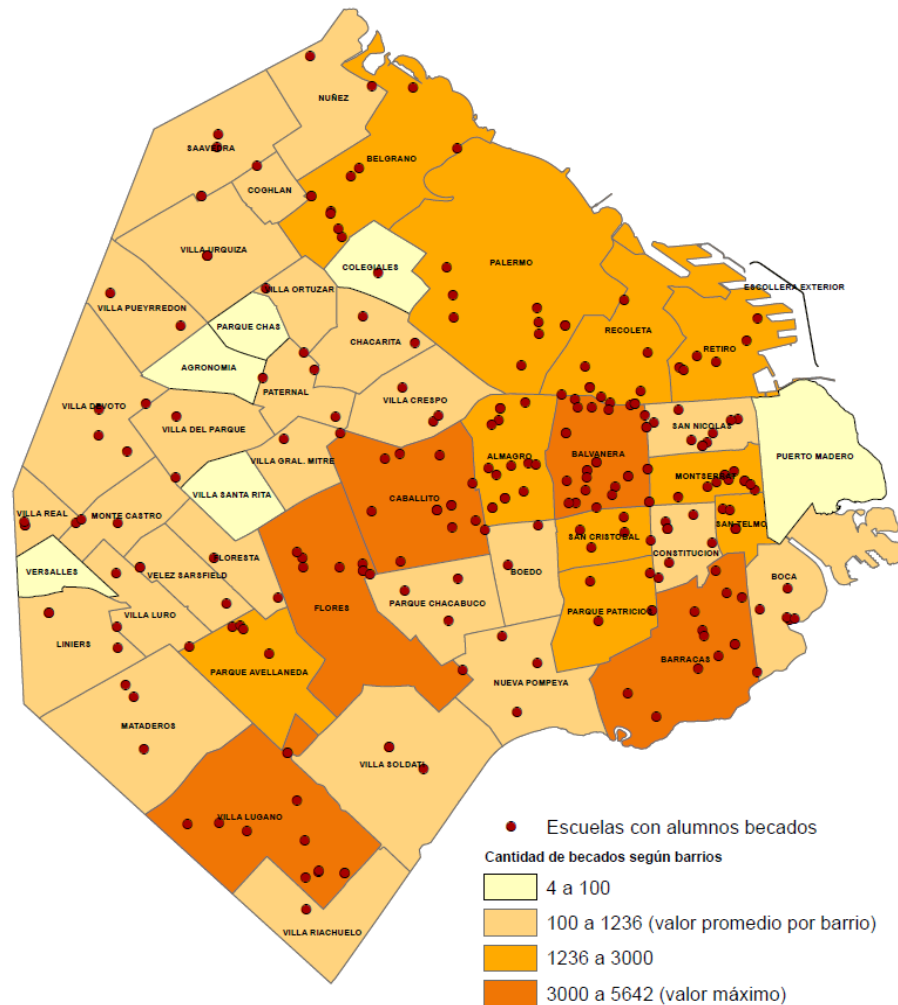 NUÑEZ
SAAVEDRA
BELGRANO
COGHLAN
VILLA URQUIZA
COLEGIALES
PALERMO
VILLA ORTUZAR
ESCOLLERA EXTERIOR
VILLA PUEYRREDON
PARQUE CHAS
RECOLETA
CHACARITA
RETIRO
AGRONOMIA
PATERNAL
VILLA DEVOTO
VILLA CRESPO
VILLA DEL PARQUE
SAN NICOLAS
ALMAGRO
BALVANERA
PUERTO MADERO
VILLA GRAL. MITRE
CABALLITO
MONTSERRAT
VILLA SANTA RITA
VILLA REAL
MONTE CASTRO
SAN TELMO
SAN CRISTOBAL
CONSTITUCION
FLORESTA
VERSALLES
VELEZ SARSFIELD
BOEDO
BOCA
PARQUE CHACABUCO
FLORES
VILLA LURO
PARQUE PATRICIOS
LINIERS
BARRACAS
PARQUE AVELLANEDA
NUEVA POMPEYA
MATADEROS
VILLA SOLDATI
VILLA LUGANO
VILLA RIACHUELO
Escuelas con alumnos becados
Cantidad de becados según barrios
4 a 100
100 a 1236 (valor promedio por barrio)
1236 a 3000
3000 a 5642 (valor máximo)